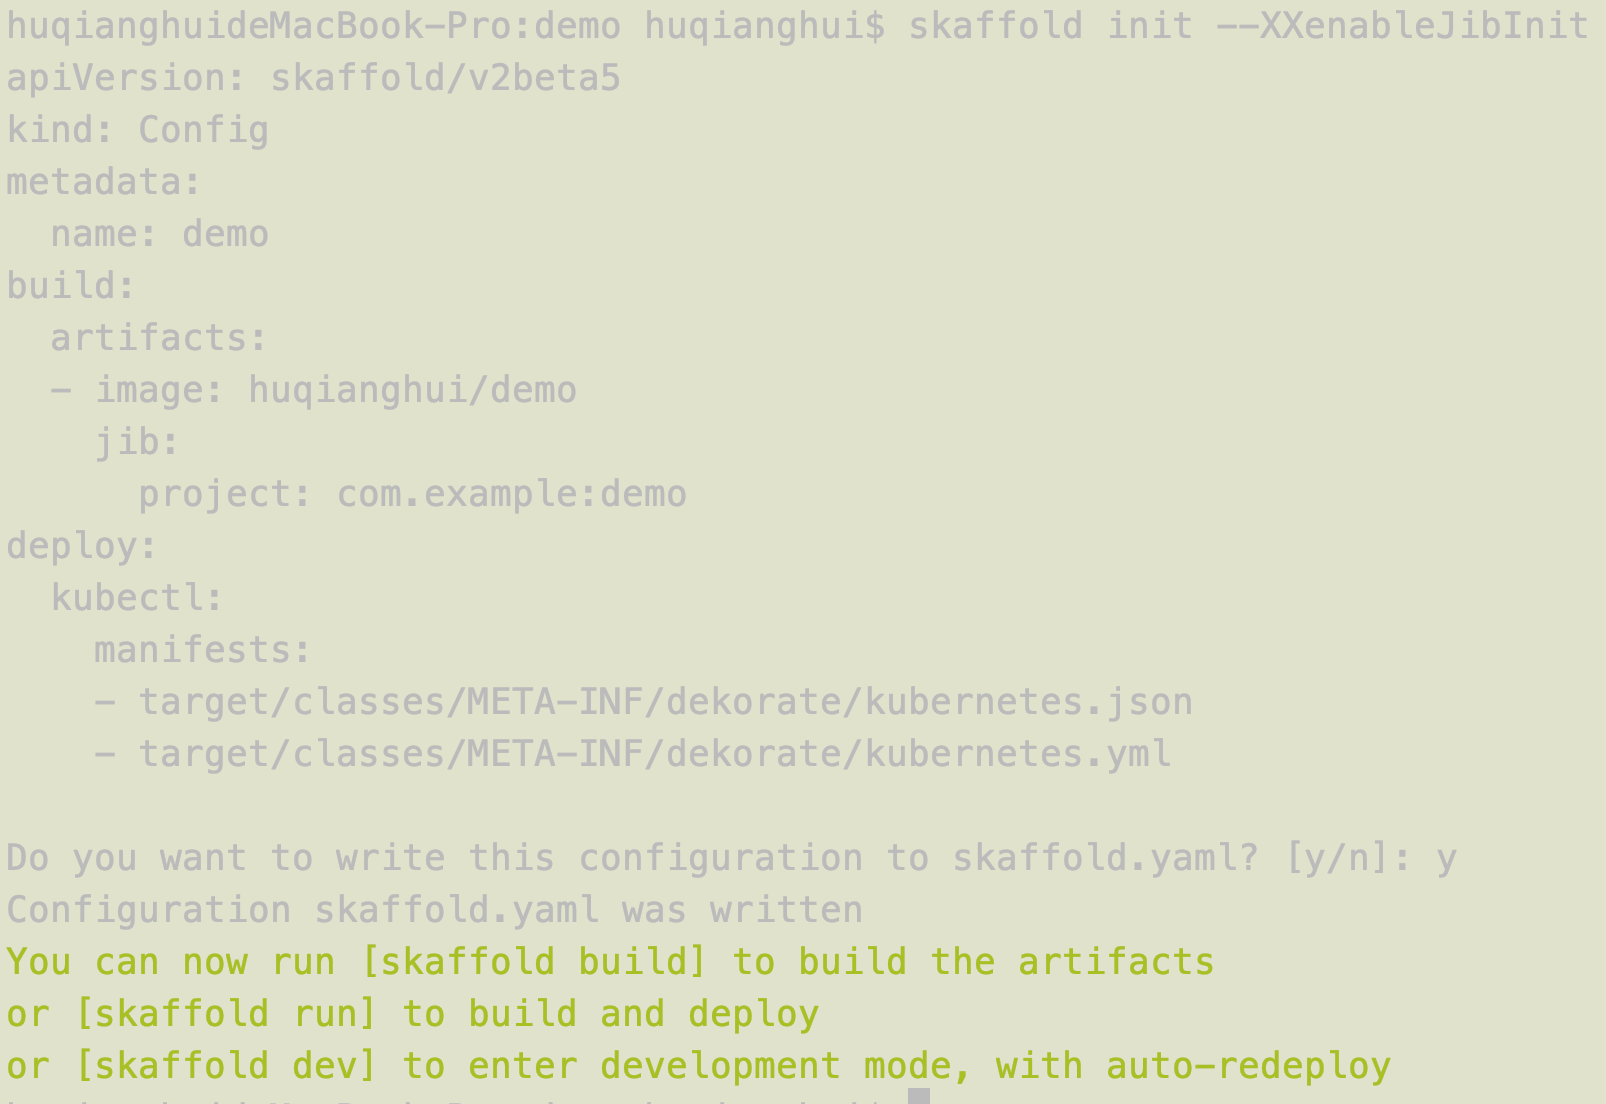 huqianghuideMacBook-Pro:demo huqianghui$ skaffold init --XXenableJibInit
apiVersion: skaffold/v2beta5
kind: Config
metadata:
  name: demo
build:
  artifacts:
  - image: huqianghui/demo
    jib:
      project: com.example:demo
deploy:
  kubectl:
    manifests:
    - target/classes/META-INF/dekorate/kubernetes.json
    - target/classes/META-INF/dekorate/kubernetes.yml

Do you want to write this configuration to skaffold.yaml? [y/n]: y
Configuration skaffold.yaml was written
You can now run [skaffold build] to build the artifacts
or [skaffold run] to build and deploy
or [skaffold dev] to enter development mode, with auto-redeploy